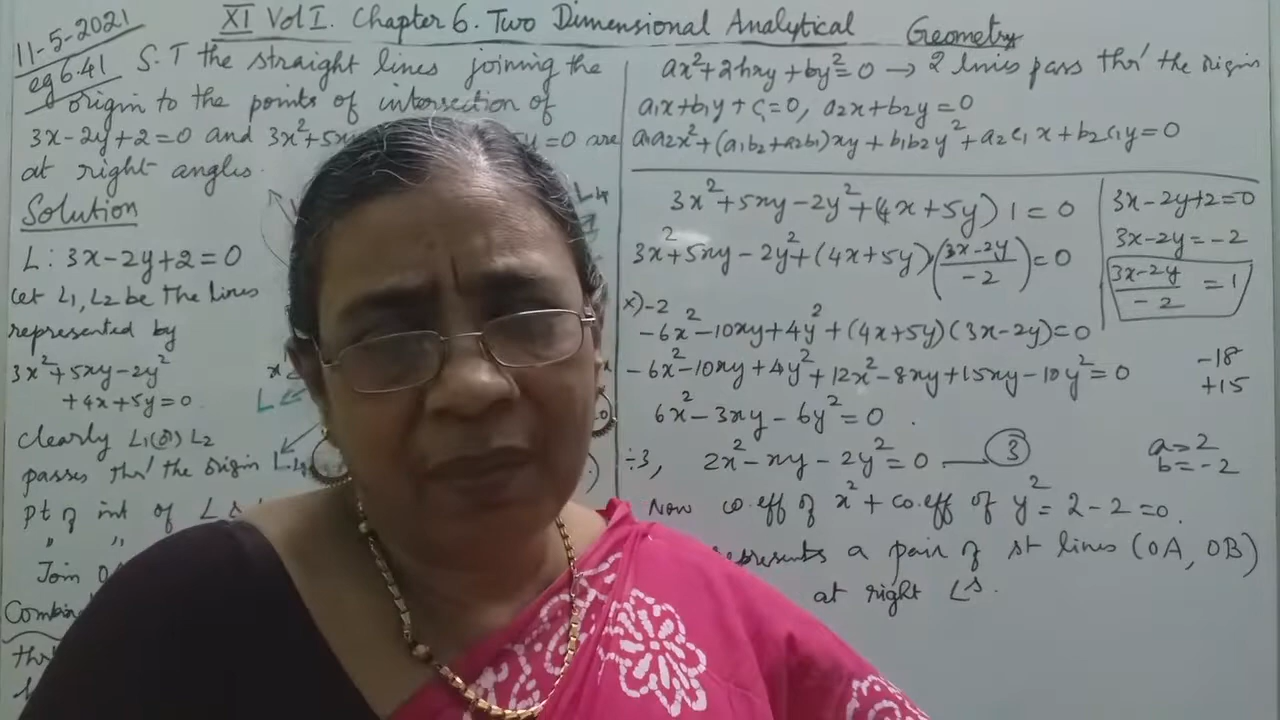 XI Vol I. Chapter 6. Two Dimensional Analytical Geometry
11-5-2021
eg 6.41 S.T the straight lines joining the
origin to the points of intersection of
3x-2y+2=0 and 3x²+5xy 5y=0 are
at right angles.
Solution
L: 3x-2y+2=0
Let L₁, L₂ be the lines
represented by
3x²+5xy-2y²
+4x+5y=0
Clearly L₁(or) L₂
passes thr' the origin
pt of int of L &
" "
Join
Combin
thr'
L₄
x
L
L₁
ax²+2hxy+by²=0 → 2 lines pass thr' the origin
a₁x+b₁y+c₁=0, a₂x+b₂y=0
a₁a₂x²+(a₁b₂+a₂b₁)xy+b₁b₂y²+a₂c₁x+b₂c₁y=0
3x²+5xy-2y²+(4x+5y)1=0
3x²+5xy-2y²+(4x+5y)(3x-2y/-2)=0
x)-2
-6x²-10xy+4y²+(4x+5y)(3x-2y)=0
-6x²-10xy+4y²+12x²-8xy+15xy-10y²=0
6x²-3xy-6y²=0.
÷3, 2x²-xy-2y²=0 — 3
Now co.eff of x² + co.eff of y² = 2-2=0.
represents a pair of st lines (OA, OB)
at right ∠s.
3x-2y+2=0
3x-2y=-2
3x-2y/-2 = 1
-18
+15
a=2
b=-2